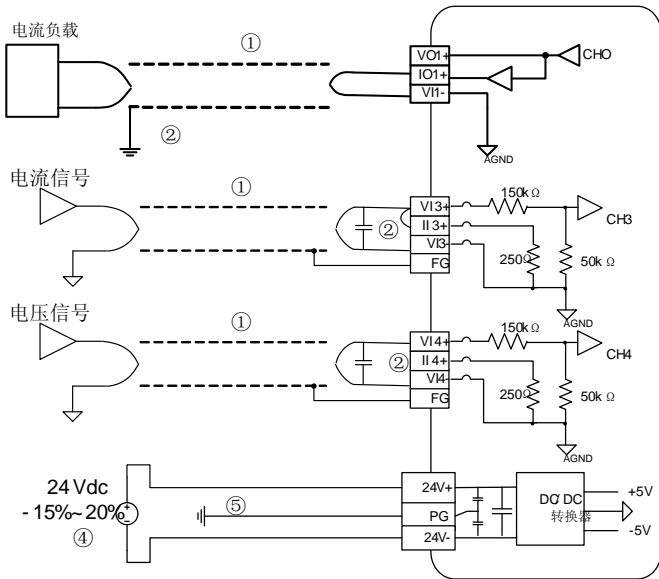 电流负载
①
②
VO1+
IO1+
VI1-
CHO
AGND
电流信号
①
②
VI3+
II3+
VI3-
FG
150kΩ
250Ω
50kΩ
CH3
AGND
电压信号
①
②
VI4+
II4+
VI4-
FG
150kΩ
250Ω
50kΩ
CH4
AGND
24Vdc
-15%~20%
④
⑤
24V+
PG
24V-
DC/DC
转换器
+5V
-5V